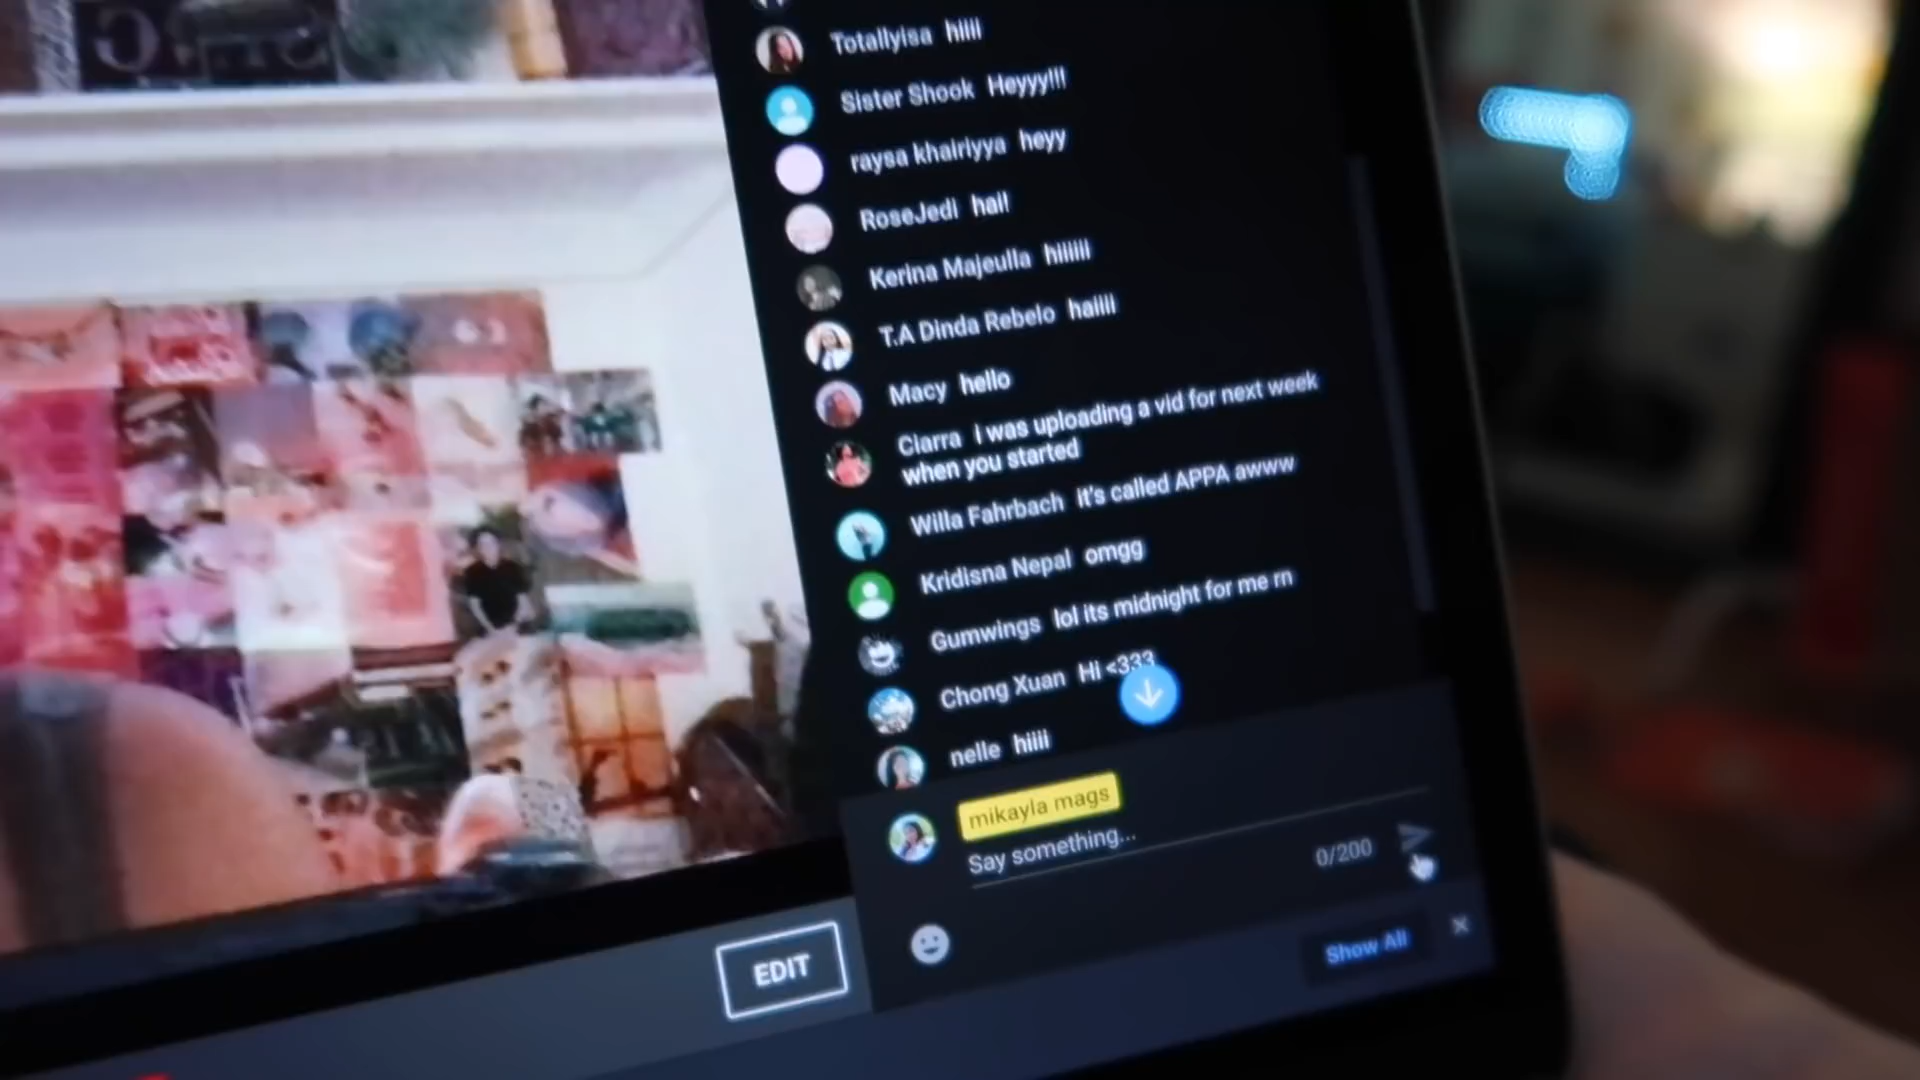 Totallyisa hiiii
Sister Shook Heyyy!!!
raysa khairiyya heyy
RoseJedi hai!
Kerina Majeulla hiiiiii
T.A Dinda Rebelo haiiii
Macy hello
Ciarra i was uploading a vid for next week
when you started
Willa Fahrbach it's called APPA awww
Kridisna Nepal omgg
Gumwings lol its midnight for me rn
Chong Xuan Hi <333
nelle hiiii
mikayla mags
Say something...
0/200
EDIT
Show All